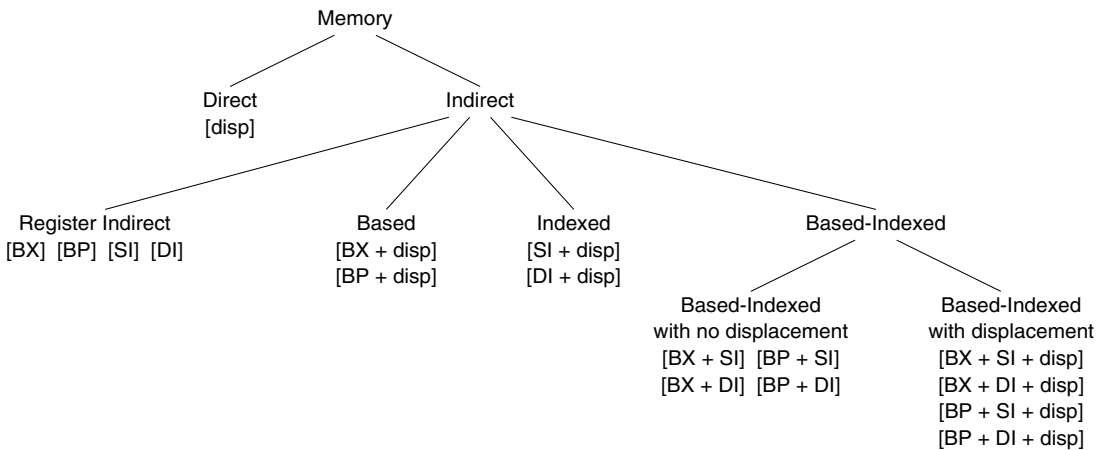 Memory
Direct
[disp]
Indirect
Register Indirect
[BX] [BP] [SI] [DI]
Based
[BX + disp]
[BP + disp]
Indexed
[SI + disp]
[DI + disp]
Based-Indexed
Based-Indexed
with no displacement
[BX + SI] [BP + SI]
[BX + DI] [BP + DI]
Based-Indexed
with displacement
[BX + SI + disp]
[BX + DI + disp]
[BP + SI + disp]
[BP + DI + disp]